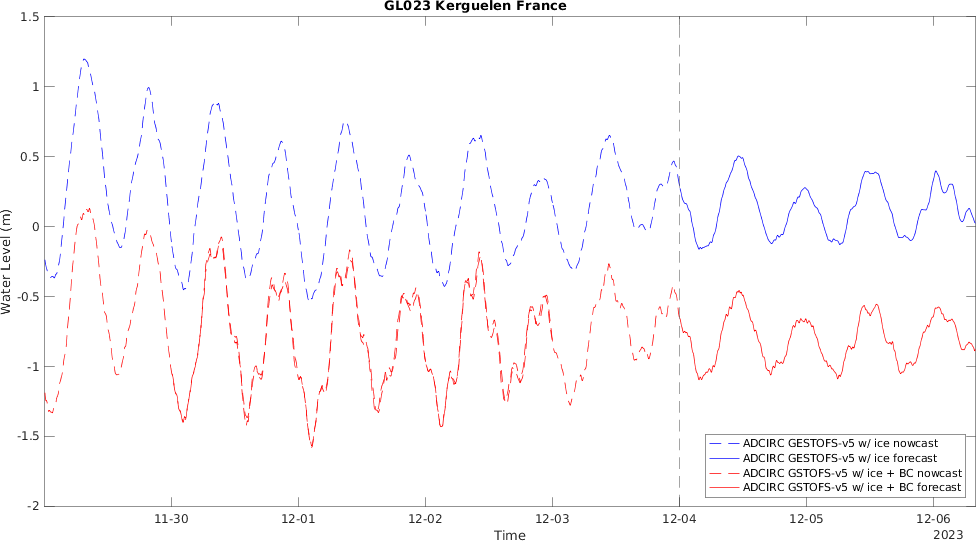 GL023 Kerguelen France
1.5
1
0.5
0
-0.5
-1
-1.5
-2
Water Level (m)
11-30
12-01
12-02
12-03
12-04
12-05
12-06
Time
2023
ADCIRC GESTOFS-v5 w/ ice nowcast
ADCIRC GESTOFS-v5 w/ ice forecast
ADCIRC GSTOFS-v5 w/ ice + BC nowcast
ADCIRC GSTOFS-v5 w/ ice + BC forecast